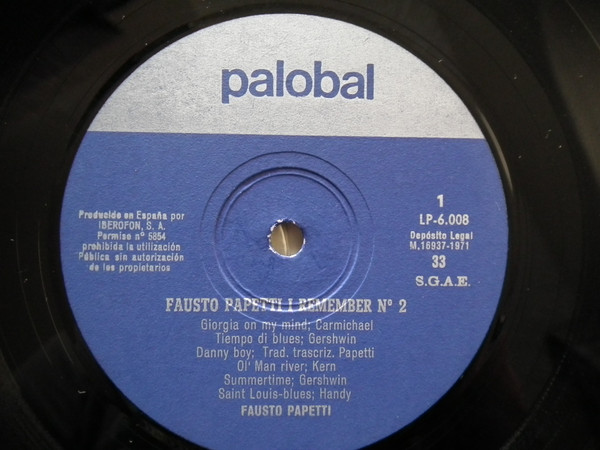 palobal
Producido en España por
IBEROFON, S. A.
Permiso nº 5854
prohibida la utilización
Pública sin autorización
de los propietarios
1
LP-6.008
Depósito Legal
M.16937-1971
33
S.G.A.E.
FAUSTO PAPETTI I REMEMBER Nº 2
Giorgia on my mind; Carmichael
Tiempo di blues; Gershwin
Danny boy; Trad. trascriz. Papetti
Ol' Man river; Kern
Summertime; Gershwin
Saint Louis-blues; Handy
FAUSTO PAPETTI